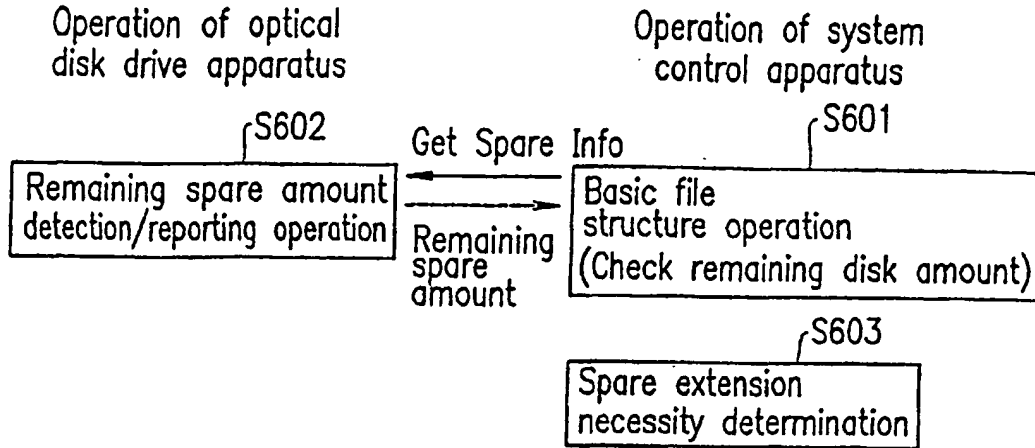 Operation of optical
disk drive apparatus
Operation of system
control apparatus
S602
Get Spare Info
S601
Remaining spare amount
detection/reporting operation
Remaining
spare
amount
Basic file
structure operation
(Check remaining disk amount)
S603
Spare extension
necessity determination